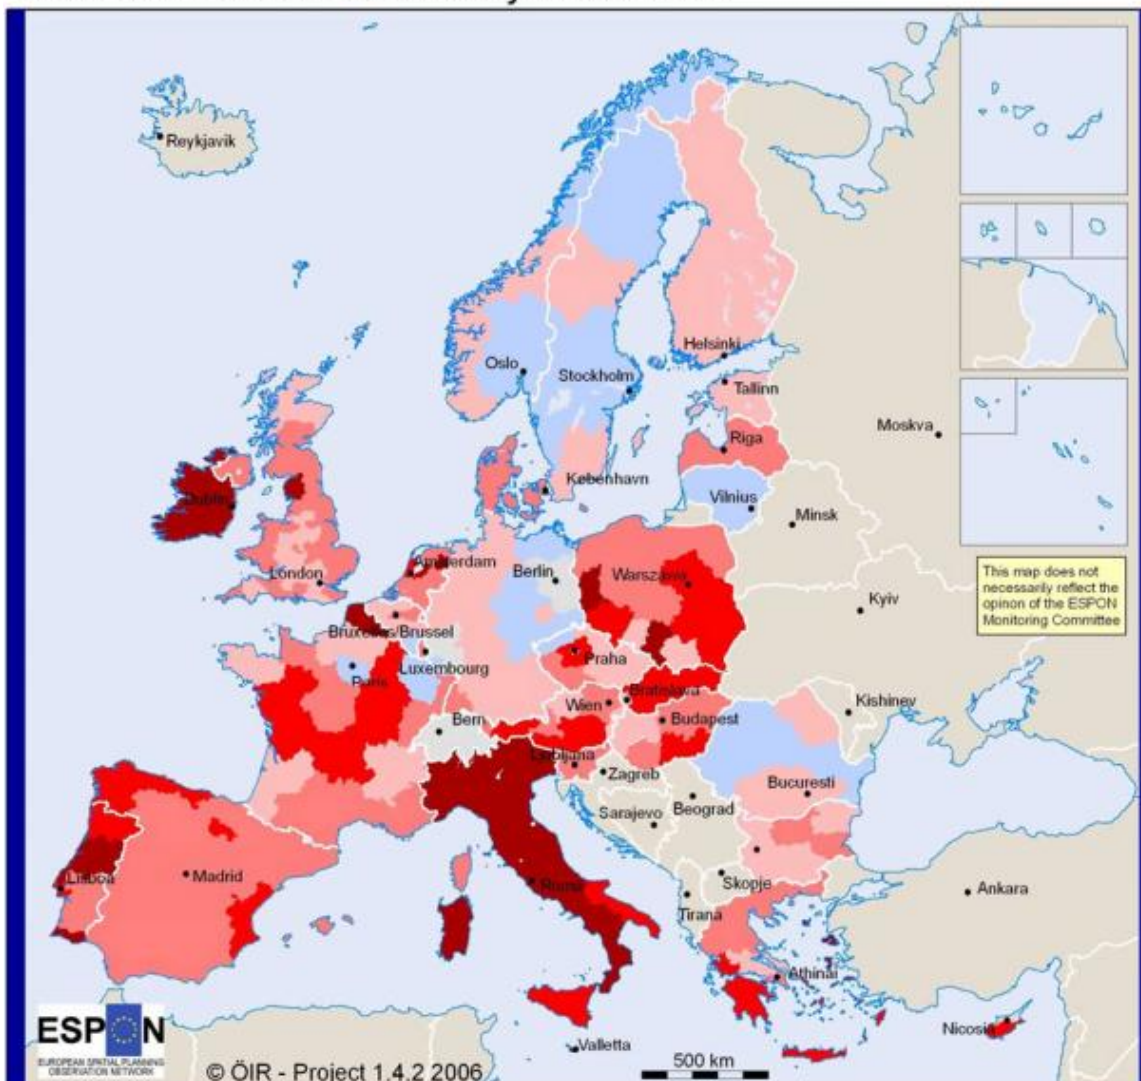 Reykjavik
Oslo
Helsinki
Stockholm
Tallinn
Moskva
Riga
København
Vilnius
Minsk
Dublin
Amsterdam
London
Berlin
Warszawa
This map does not
necessarily reflect the
opinon of the ESPON
Monitoring Committee
Kyiv
Bruxelles/Brussel
Luxembourg
Praha
Paris
Bratislava
Wien
Kishinev
Bern
Budapest
Ljubljana
Zagreb
Bucuresti
Beograd
Sarajevo
Lisboa
Madrid
Roma
Skopje
Tirana
Ankara
Athinai
Nicosia
Valletta
ESPON
EUROPEAN SPATIAL PLANNING
OBSERVATION NETWORK
© ÖIR - Project 1.4.2 2006
500 km